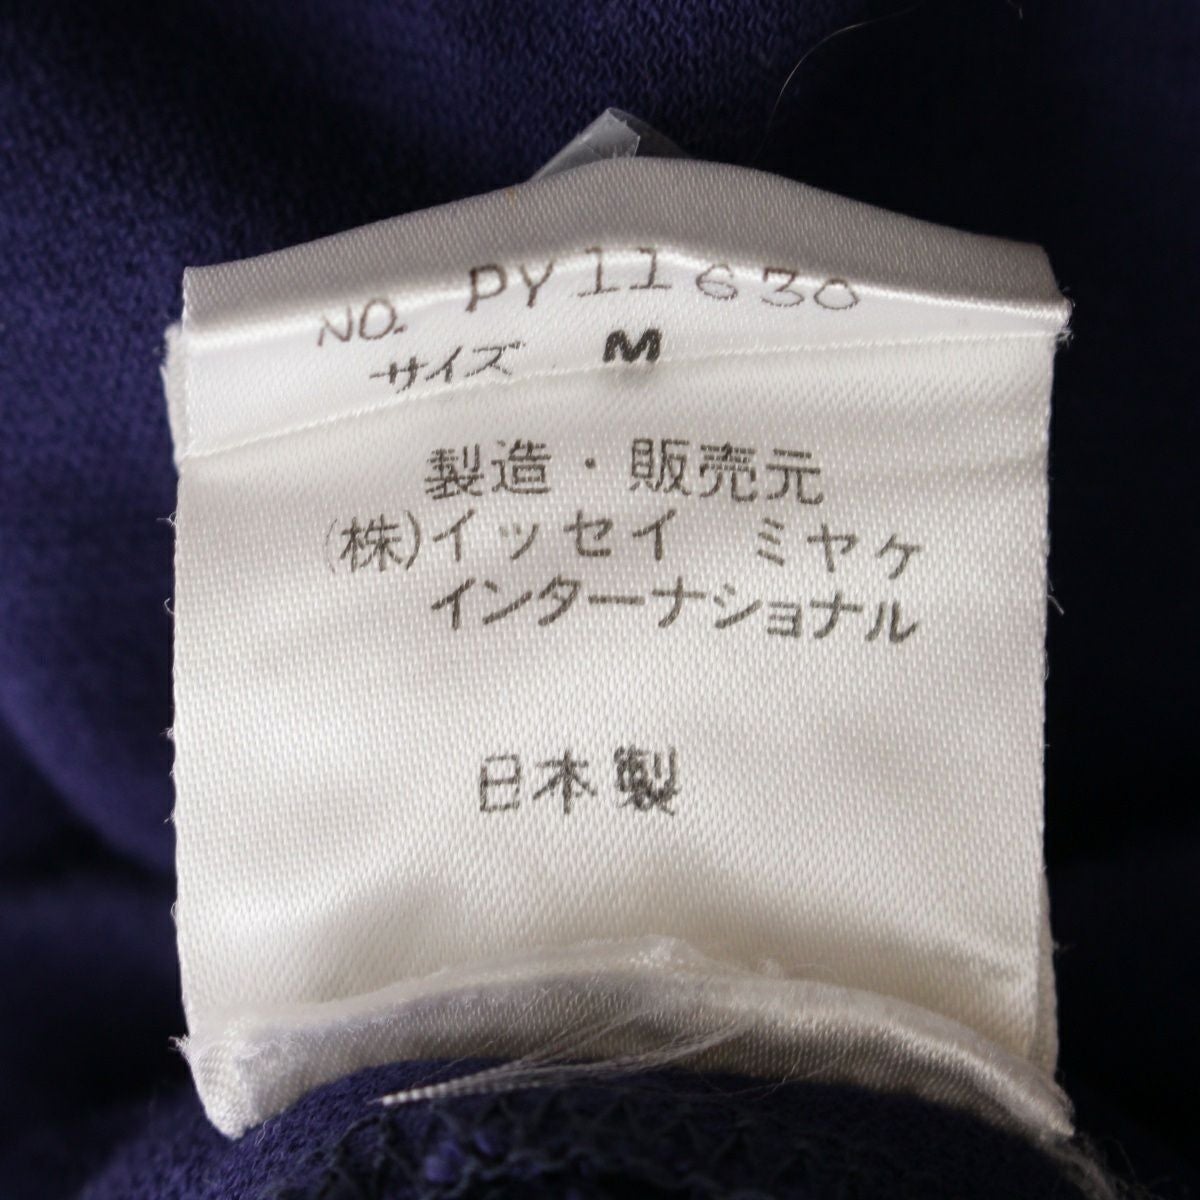 NO. PY11630
サイズ M
製造・販売元
(株)イッセイ ミヤケ
インターナショナル
日本製